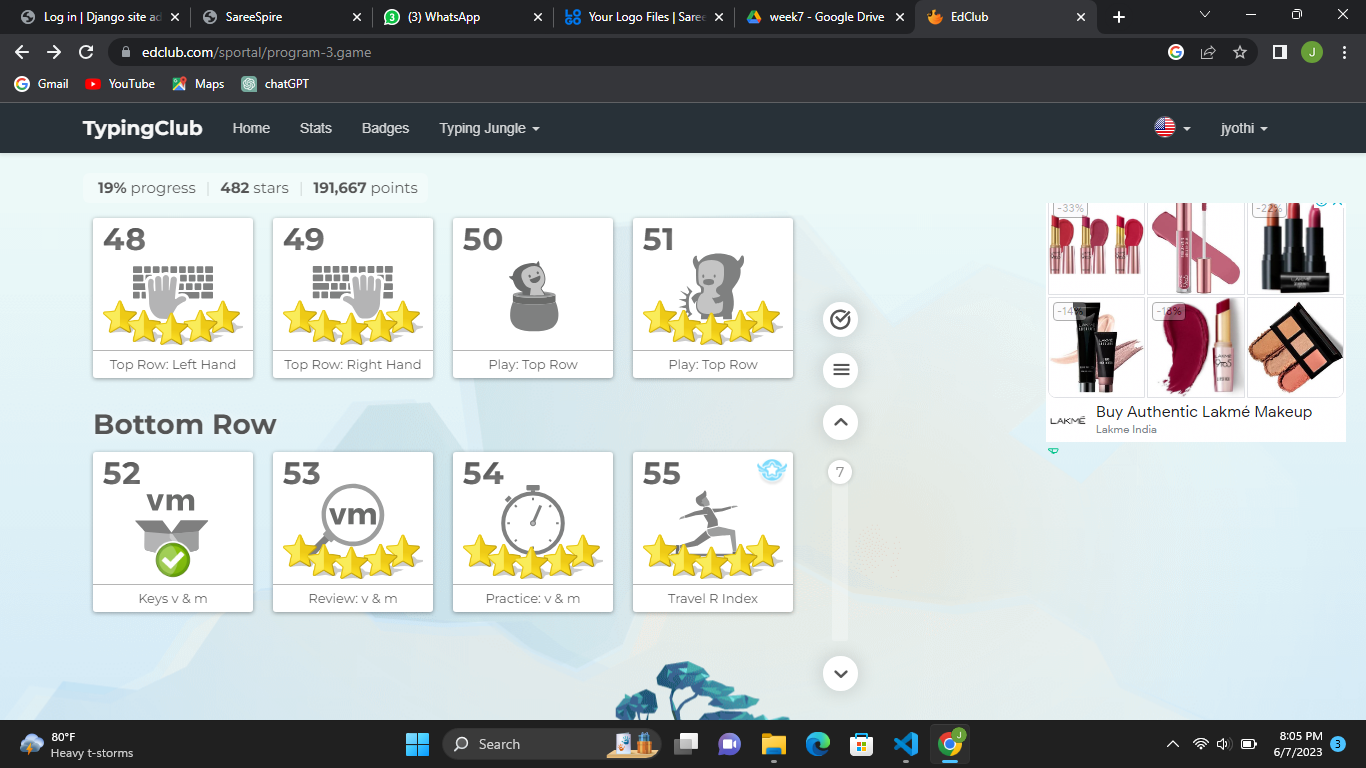 Log in | Django site ad
SareeSpire
(3) WhatsApp
Your Logo Files | Saree
week7 - Google Drive
EdClub
edclub.com/sportal/program-3.game
J
Gmail
YouTube
Maps
chatGPT
TypingClub
Home
Stats
Badges
Typing Jungle
jyothi
19% progress | 482 stars | 191,667 points
48
Top Row: Left Hand
49
Top Row: Right Hand
50
Play: Top Row
51
Play: Top Row
Bottom Row
52
vm
Keys v & m
53
vm
Review: v & m
54
Practice: v & m
55
Travel R Index
7
-33%
-22%
-14%
-18%
LAKMÉ
Buy Authentic Lakmé Makeup
Lakme India
80°F
Heavy t-storms
Search
J
8:05 PM
6/7/2023
3